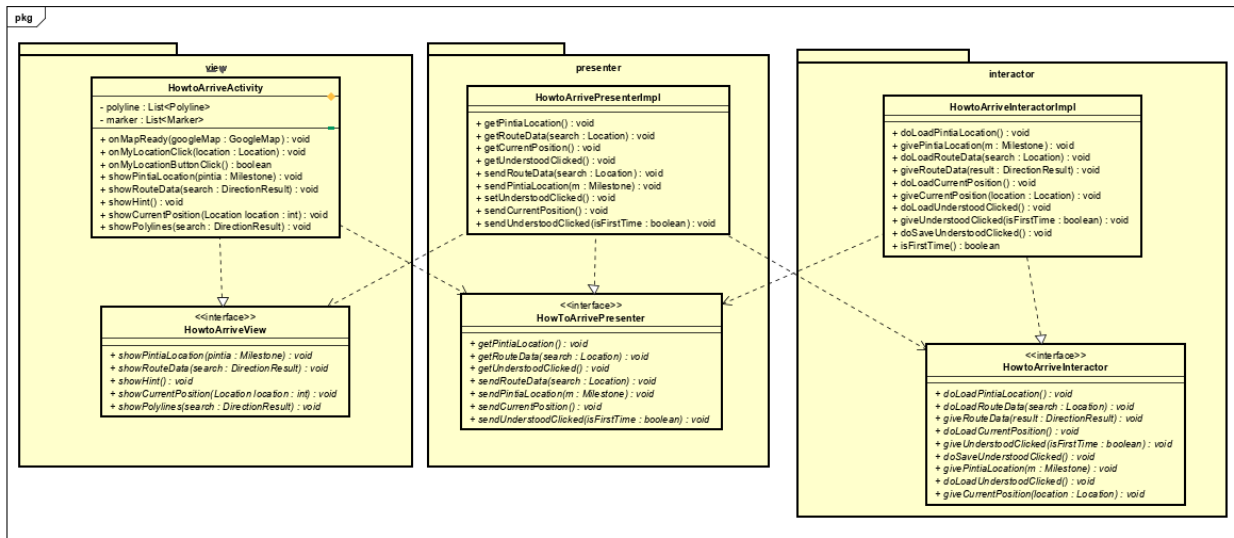 pkg
view
HowtoArriveActivity
- polyline : List<Polyline>
- marker : List<Marker>
+ onMapReady(googleMap : GoogleMap) : void
+ onMyLocationClick(location : Location) : void
+ onMyLocationButtonClick() : boolean
+ showPintiaLocation(pintia : Milestone) : void
+ showRouteData(search : DirectionResult) : void
+ showHint() : void
+ showCurrentPosition(Location location : int) : void
+ showPolylines(search : DirectionResult) : void
<<interface>>
HowtoArriveView
+ showPintiaLocation(pintia : Milestone) : void
+ showRouteData(search : DirectionResult) : void
+ showHint() : void
+ showCurrentPosition(Location location : int) : void
+ showPolylines(search : DirectionResult) : void
presenter
HowtoArrivePresenterImpl
+ getPintiaLocation() : void
+ getRouteData(search : Location) : void
+ getCurrentPosition() : void
+ getUnderstoodClicked() : void
+ sendRouteData(search : Location) : void
+ sendPintiaLocation(m : Milestone) : void
+ setUnderstoodClicked() : void
+ sendCurrentPosition() : void
+ sendUnderstoodClicked(isFirstTime : boolean) : void
<<interface>>
HowToArrivePresenter
+ getPintiaLocation() : void
+ getRouteData(search : Location) : void
+ getUnderstoodClicked() : void
+ sendRouteData(search : Location) : void
+ sendPintiaLocation(m : Milestone) : void
+ sendCurrentPosition() : void
+ sendUnderstoodClicked(isFirstTime : boolean) : void
interactor
HowtoArriveInteractorImpl
+ doLoadPintiaLocation() : void
+ givePintiaLocation(m : Milestone) : void
+ doLoadRouteData(search : Location) : void
+ giveRouteData(result : DirectionResult) : void
+ doLoadCurrentPosition() : void
+ giveCurrentPosition(location : Location) : void
+ doLoadUnderstoodClicked() : void
+ giveUnderstoodClicked(isFirstTime : boolean) : void
+ doSaveUnderstoodClicked() : void
+ isFirstTime() : boolean
<<interface>>
HowtoArriveInteractor
+ doLoadPintiaLocation() : void
+ doLoadRouteData(search : Location) : void
+ giveRouteData(result : DirectionResult) : void
+ doLoadCurrentPosition() : void
+ giveUnderstoodClicked(isFirstTime : boolean) : void
+ doSaveUnderstoodClicked() : void
+ givePintiaLocation(m : Milestone) : void
+ doLoadUnderstoodClicked() : void
+ giveCurrentPosition(location : Location) : void